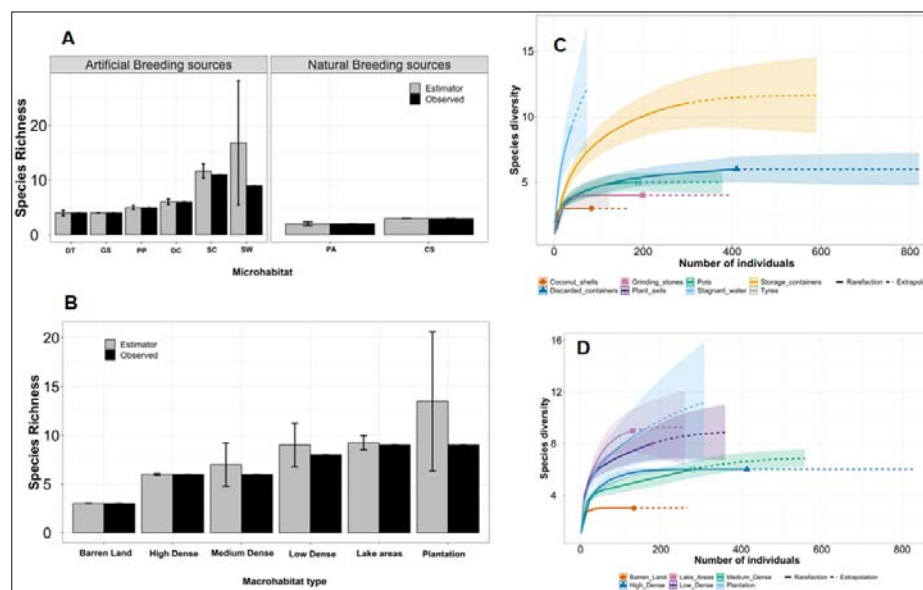 A
Artificial Breeding sources
Natural Breeding sources
Estimator
Observed
Species Richness
20
10
0
DT GS PP DC SC SW
PA CS
Microhabitat
B
Estimator
Observed
Species Richness
20
15
10
5
0
Barren Land High Dense Medium Dense Low Dense Lake areas Plantation
Macrohabitat type
C
Species diversity
15
10
5
0 200 400 600 800
Number of individuals
Coconut_shells Grinding_stones Pots Storage_containers Rarefaction Extrapola
Discarded_containers Plant_axils Stagnant_water Tyres
D
Species diversity
16
12
8
4
0 200 400 600 800
Number of individuals
Barren_Land Lake_Areas Medium_Dense Rarefaction Extrapolation
High_Dense Low_Dense Plantation